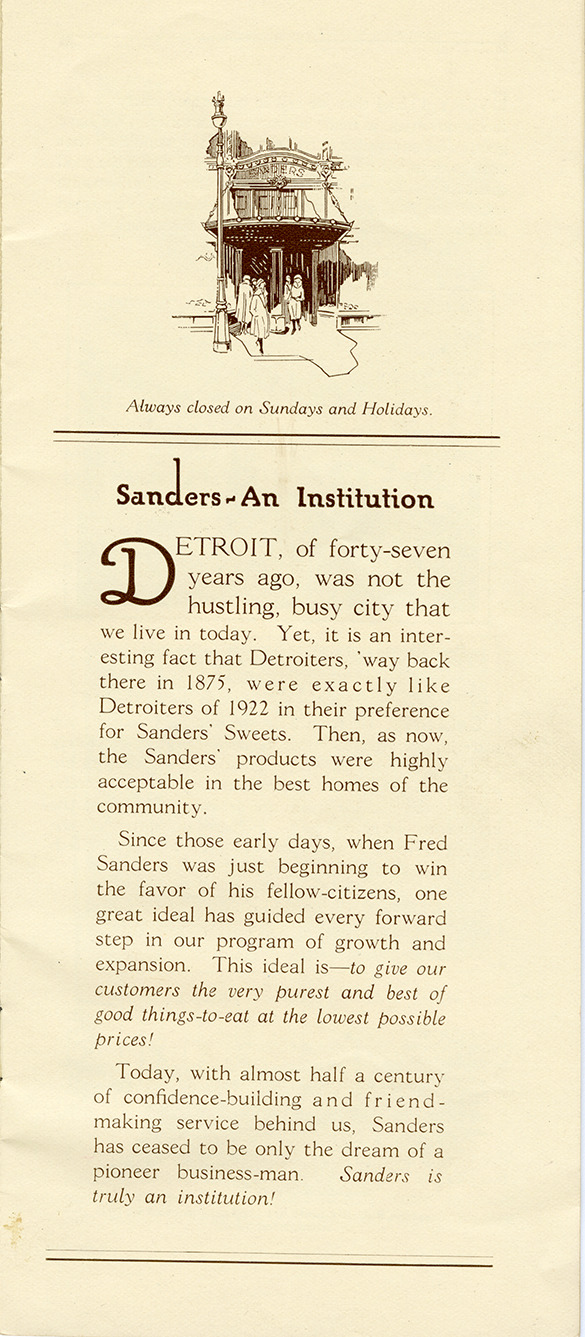 SANDERS
Always closed on Sundays and Holidays.
Sanders~An Institution
DETROIT, of forty-seven
years ago, was not the
hustling, busy city that
we live in today. Yet, it is an inter-
esting fact that Detroiters, 'way back
there in 1875, were exactly like
Detroiters of 1922 in their preference
for Sanders' Sweets. Then, as now,
the Sanders' products were highly
acceptable in the best homes of the
community.
Since those early days, when Fred
Sanders was just beginning to win
the favor of his fellow-citizens, one
great ideal has guided every forward
step in our program of growth and
expansion. This ideal is—to give our
customers the very purest and best of
good things-to-eat at the lowest possible
prices!
Today, with almost half a century
of confidence-building and friend-
making service behind us, Sanders
has ceased to be only the dream of a
pioneer business-man. Sanders is
truly an institution!